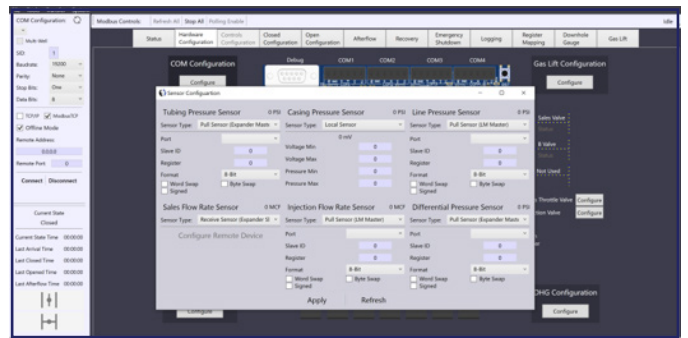 COM Configuration:
Modbus Controls: Refresh All Stop All Polling Enable
Idle
Multi-Well
SID: 1
Baudrate: 19200
Parity: None
Stop Bits: One
Data Bits: 8
TCP/IP ModbusTCP
Offline Mode
Remote Address
0.0.0.0
Remote Port 0
Connect Disconnect
Current State
Closed
Current State Time 00:00:00
Last Arrival Time 00:00:00
Last Closed Time 00:00:00
Last Opened Time 00:00:00
Last Afterflow Time 00:00:00
Status
Hardware Configuration
Controls Configuration
Closed Configuration
Open Configuration
Afterflow
Recovery
Emergency Shutdown
Logging
Register Mapping
Downhole Gauge
Gas Lift
COM Configuration
Configure
Debug COM1 COM2 COM3 COM4
Gas Lift Configuration
Configure
Sensor Configuartion
Tubing Pressure Sensor 0 PSI
Sensor Type: Pull Sensor (Expander Maste
Port
Slave ID 0
Register 0
Format 8-Bit
Word Swap Byte Swap
Signed
Casing Pressure Sensor 0 PSI
Sensor Type: Local Sensor
0 mV
Voltage Min 0
Voltage Max 0
Pressure Min 0
Pressure Max 0
Line Pressure Sensor 0 PSI
Sensor Type: Pull Sensor (LM Master)
Port
Slave ID 0
Register 0
Format 8-Bit
Word Swap Byte Swap
Signed
Sales Flow Rate Sensor 0 MCF
Sensor Type: Receive Sensor (Expander Sl
Configure Remote Device
Injection Flow Rate Sensor 0 MCF
Sensor Type: Pull Sensor (LM Master)
Port
Slave ID 0
Register 0
Format 8-Bit
Word Swap Byte Swap
Signed
Differential Pressure Sensor 0 PSI
Sensor Type: Pull Sensor (Expander Maste
Port
Slave ID 0
Register 0
Format 8-Bit
Word Swap Byte Swap
Signed
Apply Refresh
Sales Valve
Status
B Valve
Status
Not Used
Throttle Valve Configure
Valve Configure
DHG Configuration
Configure
Configure